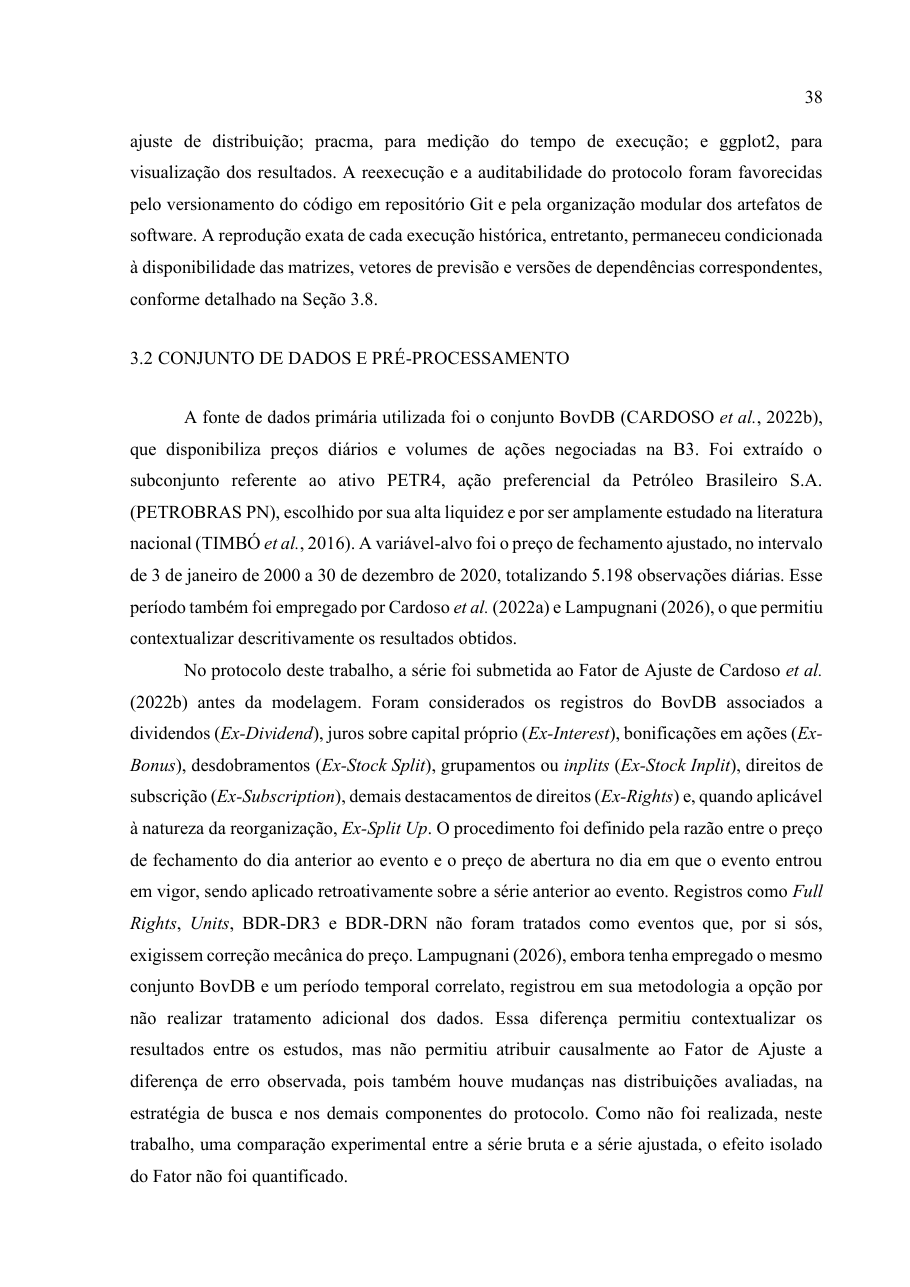 38
ajuste de distribuição; pracma, para medição do tempo de execução; e ggplot2, para
visualização dos resultados. A reexecução e a auditabilidade do protocolo foram favorecidas
pelo versionamento do código em repositório Git e pela organização modular dos artefatos de
software. A reprodução exata de cada execução histórica, entretanto, permaneceu condicionada
à disponibilidade das matrizes, vetores de previsão e versões de dependências correspondentes,
conforme detalhado na Seção 3.8.
3.2 CONJUNTO DE DADOS E PRÉ-PROCESSAMENTO
A fonte de dados primária utilizada foi o conjunto BovDB (CARDOSO et al., 2022b),
que disponibiliza preços diários e volumes de ações negociadas na B3. Foi extraído o
subconjunto referente ao ativo PETR4, ação preferencial da Petróleo Brasileiro S.A.
(PETROBRAS PN), escolhido por sua alta liquidez e por ser amplamente estudado na literatura
nacional (TIMBÓ et al., 2016). A variável-alvo foi o preço de fechamento ajustado, no intervalo
de 3 de janeiro de 2000 a 30 de dezembro de 2020, totalizando 5.198 observações diárias. Esse
período também foi empregado por Cardoso et al. (2022a) e Lampugnani (2026), o que permitiu
contextualizar descritivamente os resultados obtidos.
No protocolo deste trabalho, a série foi submetida ao Fator de Ajuste de Cardoso et al.
(2022b) antes da modelagem. Foram considerados os registros do BovDB associados a
dividendos (Ex-Dividend), juros sobre capital próprio (Ex-Interest), bonificações em ações (Ex-
Bonus), desdobramentos (Ex-Stock Split), grupamentos ou inplits (Ex-Stock Inplit), direitos de
subscrição (Ex-Subscription), demais destacamentos de direitos (Ex-Rights) e, quando aplicável
à natureza da reorganização, Ex-Split Up. O procedimento foi definido pela razão entre o preço
de fechamento do dia anterior ao evento e o preço de abertura no dia em que o evento entrou
em vigor, sendo aplicado retroativamente sobre a série anterior ao evento. Registros como Full
Rights, Units, BDR-DR3 e BDR-DRN não foram tratados como eventos que, por si sós,
exigissem correção mecânica do preço. Lampugnani (2026), embora tenha empregado o mesmo
conjunto BovDB e um período temporal correlato, registrou em sua metodologia a opção por
não realizar tratamento adicional dos dados. Essa diferença permitiu contextualizar os
resultados entre os estudos, mas não permitiu atribuir causalmente ao Fator de Ajuste a
diferença de erro observada, pois também houve mudanças nas distribuições avaliadas, na
estratégia de busca e nos demais componentes do protocolo. Como não foi realizada, neste
trabalho, uma comparação experimental entre a série bruta e a série ajustada, o efeito isolado
do Fator não foi quantificado.